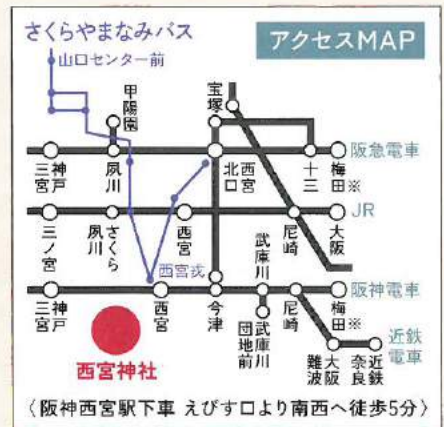 さくらやまなみバス
アクセスMAP
山口センター前
甲陽園
宝塚
阪急電車
神戸三宮
夙川
西宮北口
十三
梅田※
JR
三ノ宮
さくら夙川
西宮
尼崎
大阪
西宮戎
武庫川
阪神電車
神戸三宮
西宮
今津
武庫川団地前
尼崎
梅田※
近鉄電車
大阪難波
近鉄奈良
西宮神社
〈阪神西宮駅下車 えびす口より南西へ徒歩5分〉